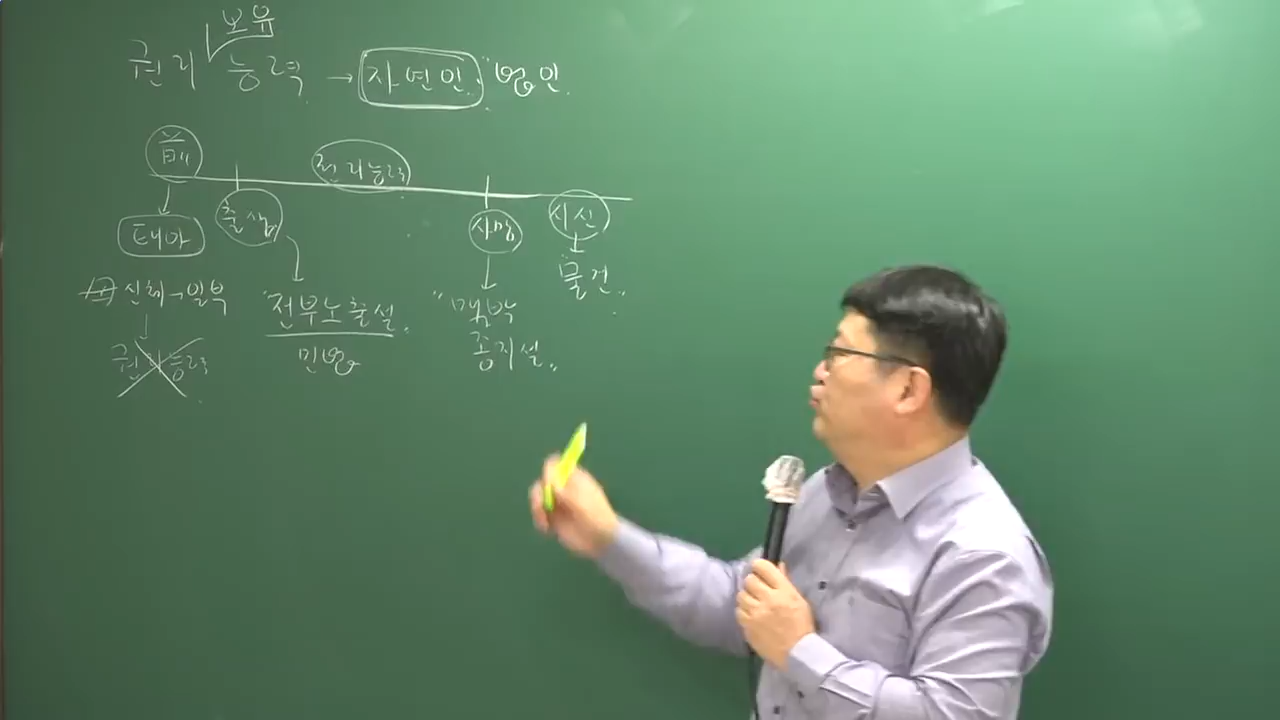 보유
권리능력 → 자연인. 법인.
권리능력
출생 사망 시신
태아
신체→일부 전부노출설. "맥박 물건"
권리능력 민법 종지설."